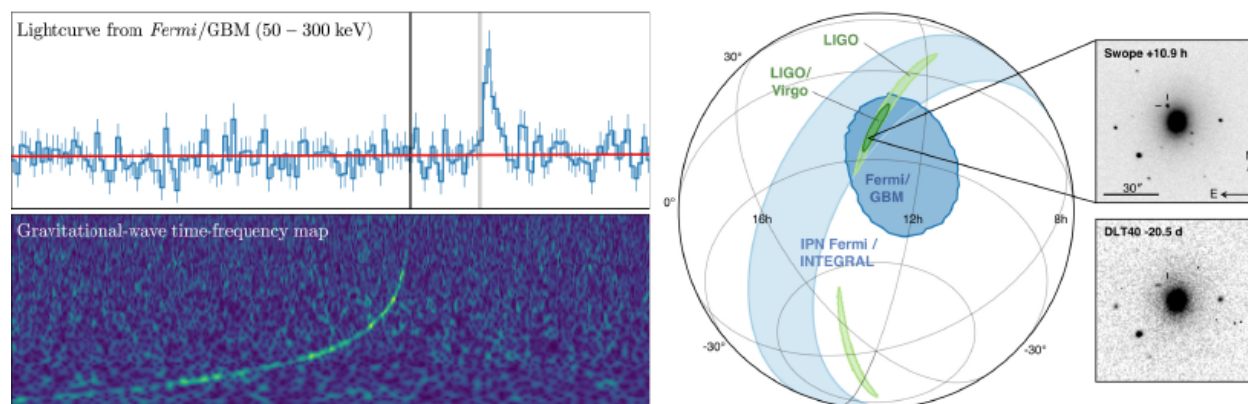 Lightcurve from Fermi/GBM (50 – 300 keV)
Gravitational-wave time-frequency map
LIGO
LIGO/
Virgo
Fermi/
GBM
IPN Fermi /
INTEGRAL
30°
30°
0°
16h
12h
8h
-30°
-30°
Swope +10.9 h
30"
E
DLT40 -20.5 d